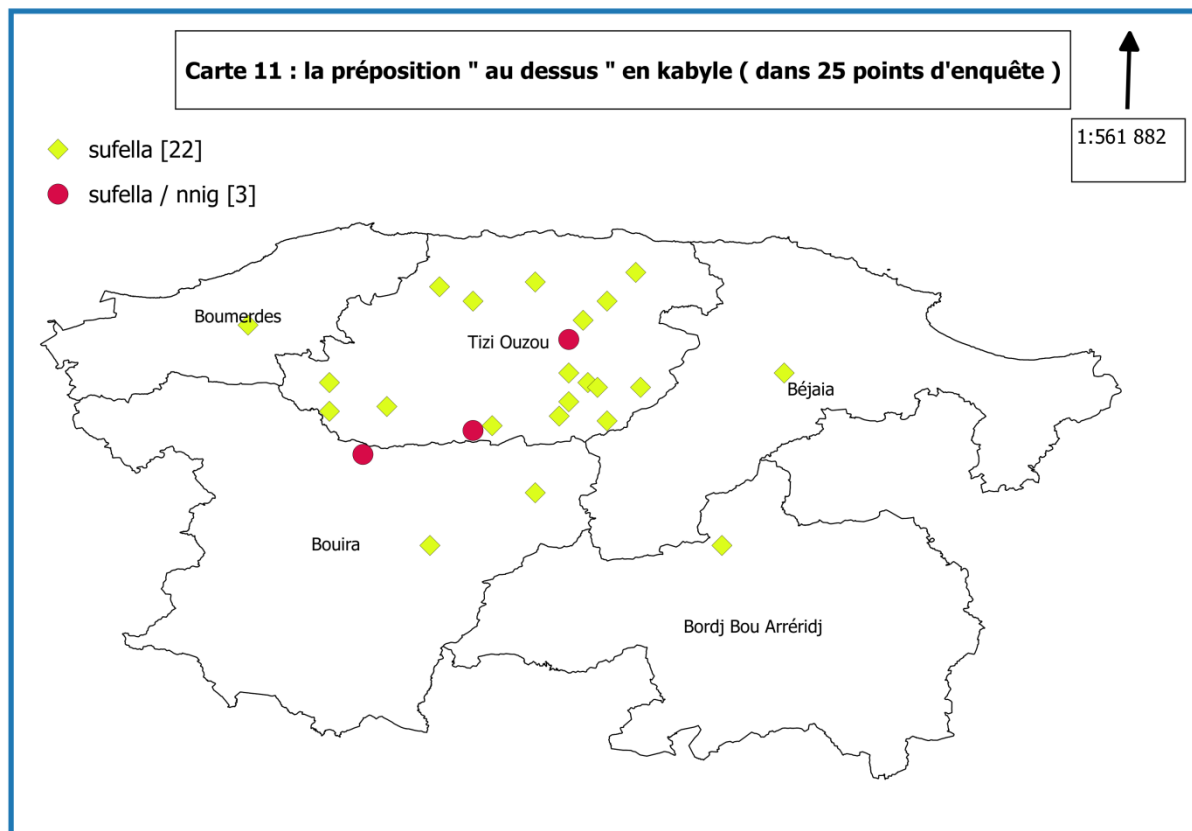 Carte 11 : la préposition " au dessus " en kabyle ( dans 25 points d'enquête )
1:561 882
sufella [22]
sufella / nnig [3]
Boumerdes
Tizi Ouzou
Béjaia
Bouira
Bordj Bou Arréridj